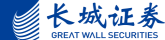 长城证券
GREAT WALL SECURITIES